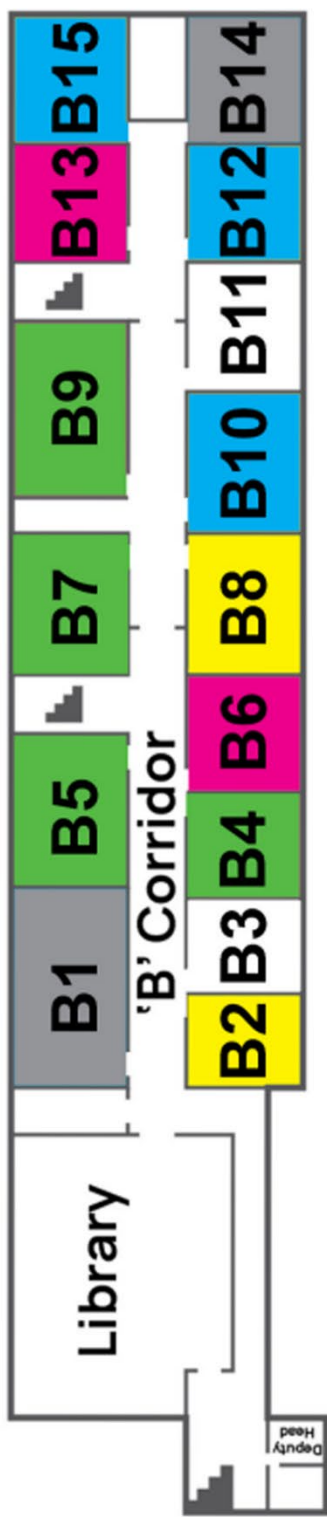 B15
B14
B13
B12
B11
B9
B10
B7
B8
B6
B5
'B' Corridor
B4
B1
B3
B2
Library
Deputy
Head